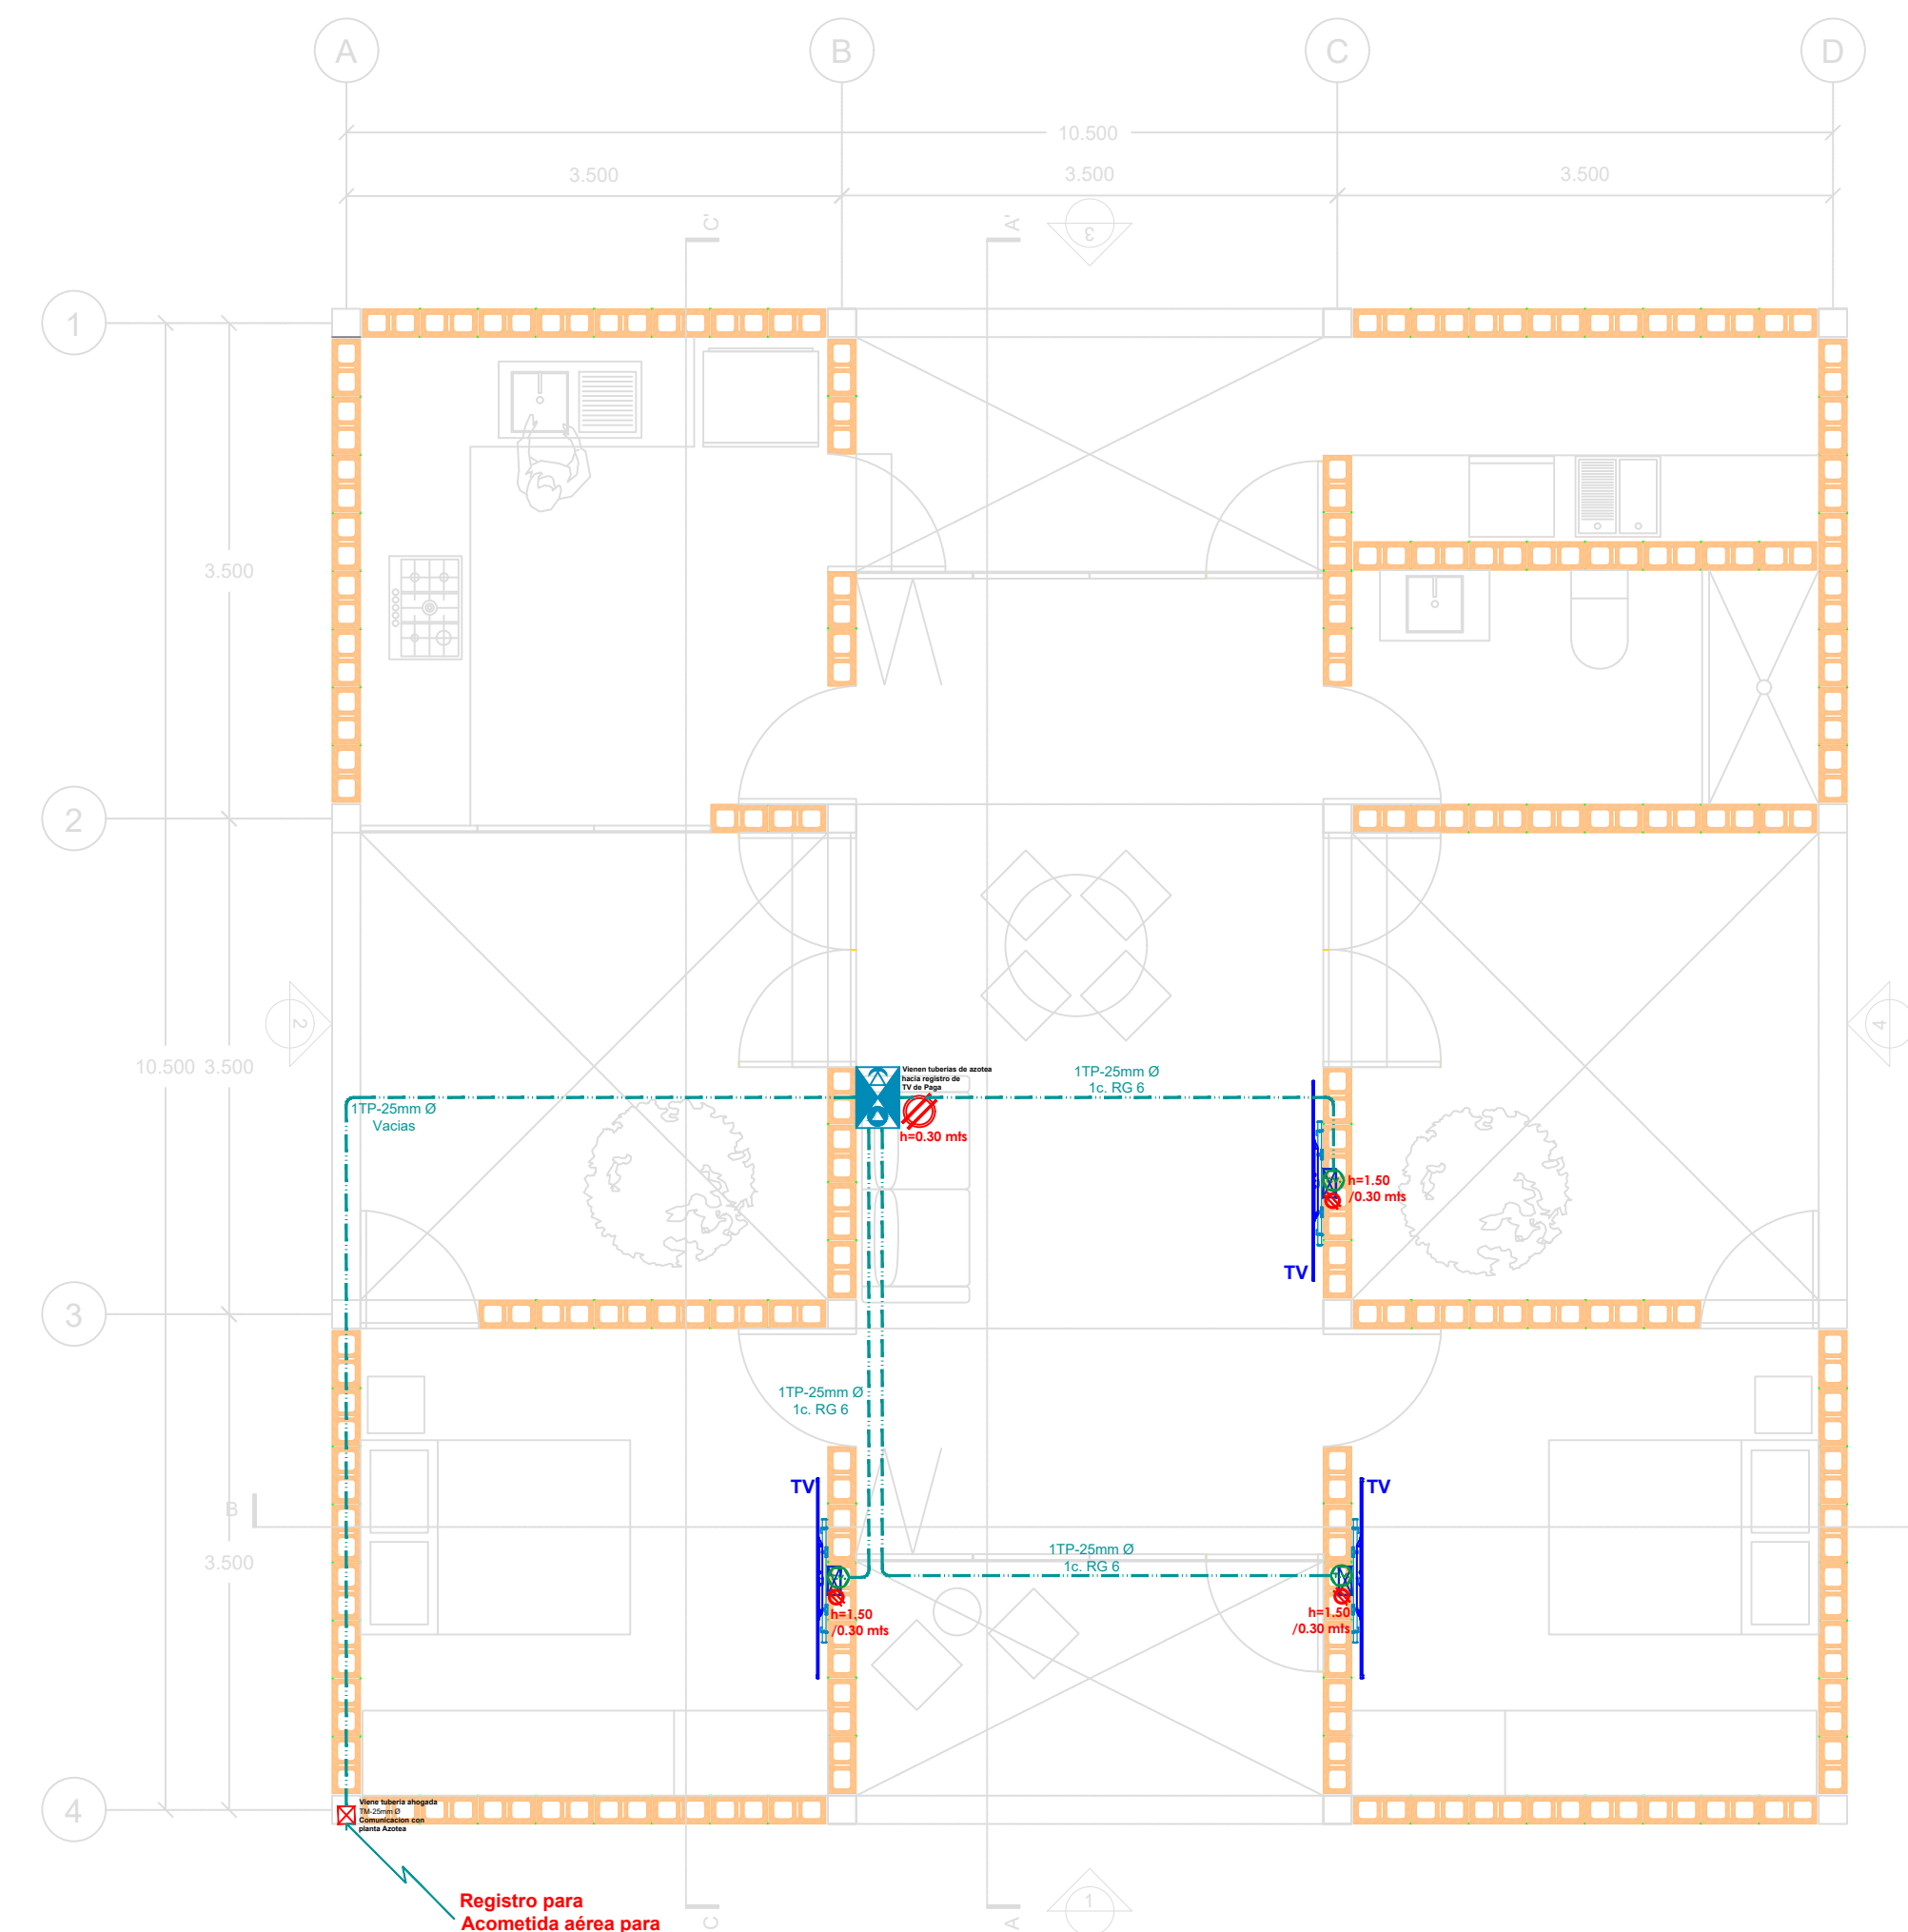 A
B
C
D
10.500
3.500
3.500
3.500
C'
A'
3
1
2
3.500
10.500
3.500
2
4
Vienen tuberias de azotea
hacia registro de
TV de Paga
h=0.30 mts
1TP-25mm Ø
1c. RG 6
1TP-25mm Ø
Vacias
h=1.50
/0.30 mts
TV
3
1TP-25mm Ø
1c. RG 6
TV
TV
B
3.500
1TP-25mm Ø
1c. RG 6
h=1.50
/0.30 mts
h=1.50
/0.30 mts
4
Viene tuberia ahogada
TM-25mm Ø
Comunicacion con
planta Azotea
Registro para
Acometida aérea para
C
A
1